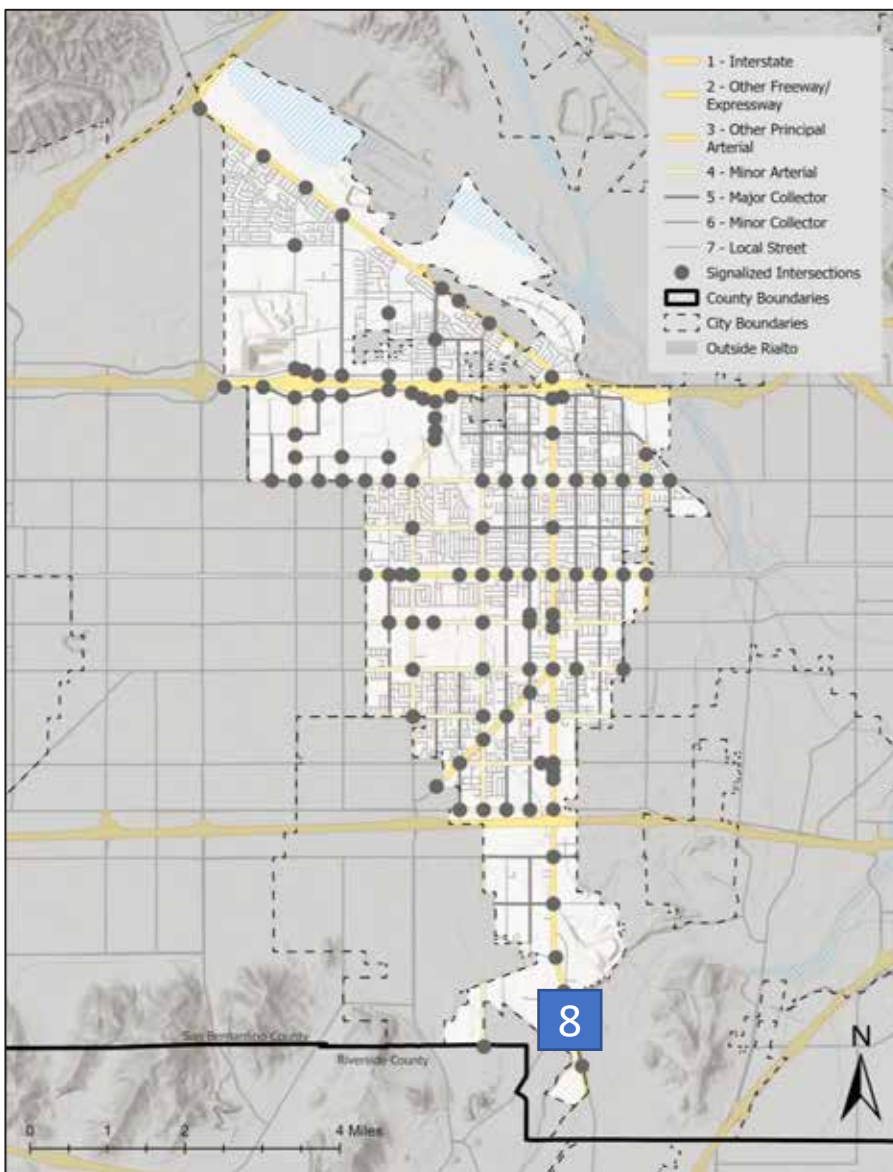 1 - Interstate
2 - Other Freeway/
Expressway
3 - Other Principal
Arterial
4 - Minor Arterial
5 - Major Collector
6 - Minor Collector
7 - Local Street
Signalized Intersections
County Boundaries
City Boundaries
Outside Rialto
8
San Bernardino County
Riverside County
N
0 2 4 Miles